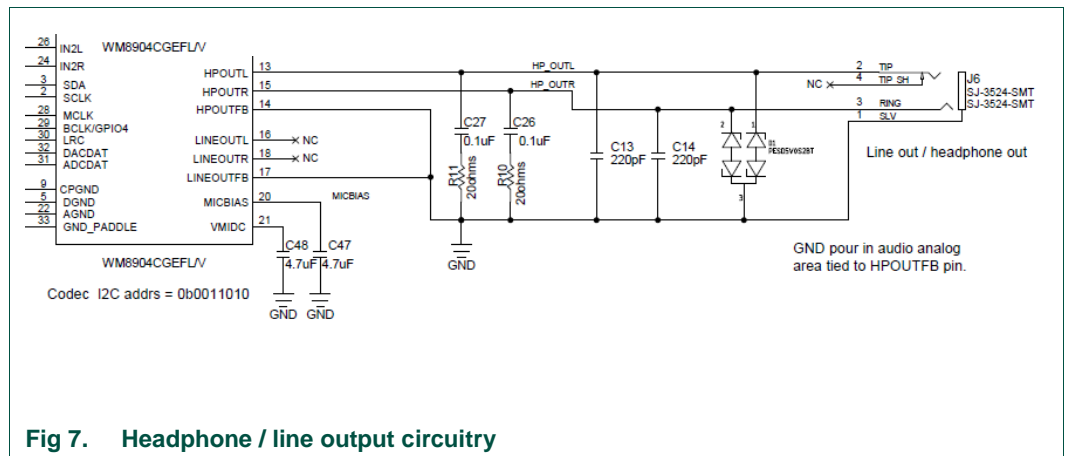 26 IN2L
WM8904CGEFL/V
24 IN2R
3 SDA
2 SCLK
28 MCLK
29 BCLK/GPIO4
30 LRC
32 DACDAT
31 ADCDAT
9 CPGND
5 DGND
22 AGND
33 GND_PADDLE
HPOUTL 13
HPOUTR 15
HPOUTFB 14
LINEOUTL 16 NC
LINEOUTR 18 NC
LINEOUTFB 17
MICBIAS 20 MICBIAS
VMIDC 21
WM8904CGEFL/V
Codec I2C addrs = 0b0011010
C48 C47
4.7uF 4.7uF
GND GND
HP_OUTL
HP_OUTR
C27 C26
0.1uF 0.1uF
R11 20ohms
R10 20ohms
GND
C13 C14
220pF 220pF
2 1
D1
PESD5V0S2BT
3
2 TIP
NC 4 TIP_SH
3 RING
1 SLV
J6
SJ-3524-SMT
SJ-3524-SMT
Line out / headphone out
GND pour in audio analog
area tied to HPOUTFB pin.
Fig 7. Headphone / line output circuitry